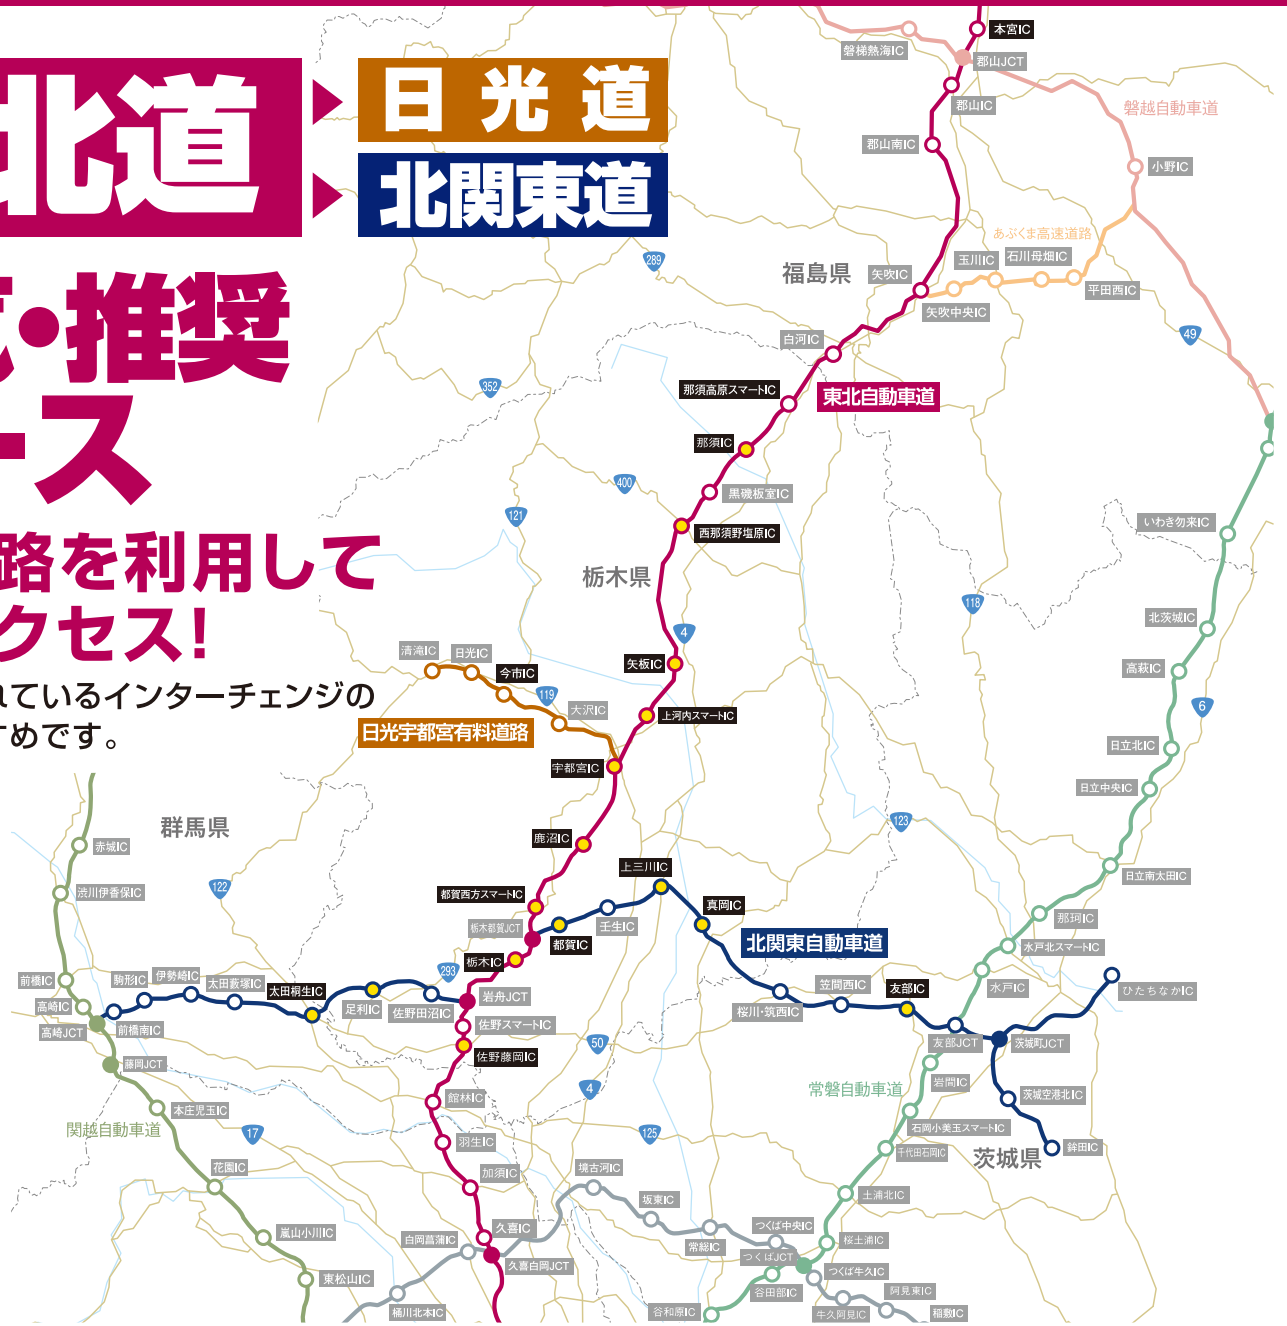 北道
日光道
北関東道
・推奨
ース
路を利用して
クセス!
れているインターチェンジの
すめです。
本宮IC
磐梯熱海IC
郡山JCT
郡山IC
磐越自動車道
郡山南IC
小野IC
あぶくま高速道路
玉川IC
石川母畑IC
289
福島県
矢吹IC
平田西IC
矢吹中央IC
49
白河IC
352
那須高原スマートIC
東北自動車道
那須IC
400
黒磯板室IC
121
西那須野塩原IC
いわき勿来IC
栃木県
118
北茨城IC
4
清滝IC
日光IC
矢板IC
高萩IC
今市IC
119
大沢IC
上河内スマートIC
6
日光宇都宮有料道路
日立北IC
宇都宮IC
日立中央IC
群馬県
123
赤城IC
鹿沼IC
上三川IC
日立南太田IC
122
渋川伊香保IC
都賀西方スマートIC
真岡IC
那珂IC
栃木都賀JCT
壬生IC
都賀IC
北関東自動車道
水戸北スマートIC
栃木IC
293
前橋IC
駒形IC
伊勢崎IC
太田藪塚IC
太田桐生IC
笠間西IC
友部IC
水戸IC
ひたちなかIC
高崎IC
足利IC
佐野田沼IC
岩舟JCT
桜川・筑西IC
高崎JCT
前橋南IC
佐野スマートIC
50
友部JCT
茨城町JCT
藤岡JCT
佐野藤岡IC
岩間IC
4
常磐自動車道
茨城空港北IC
本庄児玉IC
館林IC
関越自動車道
17
125
石岡小美玉スマートIC
羽生IC
千代田石岡IC
茨城県
鉾田IC
花園IC
加須IC
境古河IC
坂東IC
土浦北IC
嵐山小川IC
白岡菖蒲IC
久喜IC
常総IC
つくば中央IC
桜土浦IC
つくばJCT
久喜白岡JCT
つくば牛久IC
東松山IC
谷田部IC
阿見東IC
桶川北本IC
谷和原IC
牛久阿見IC
稲敷IC